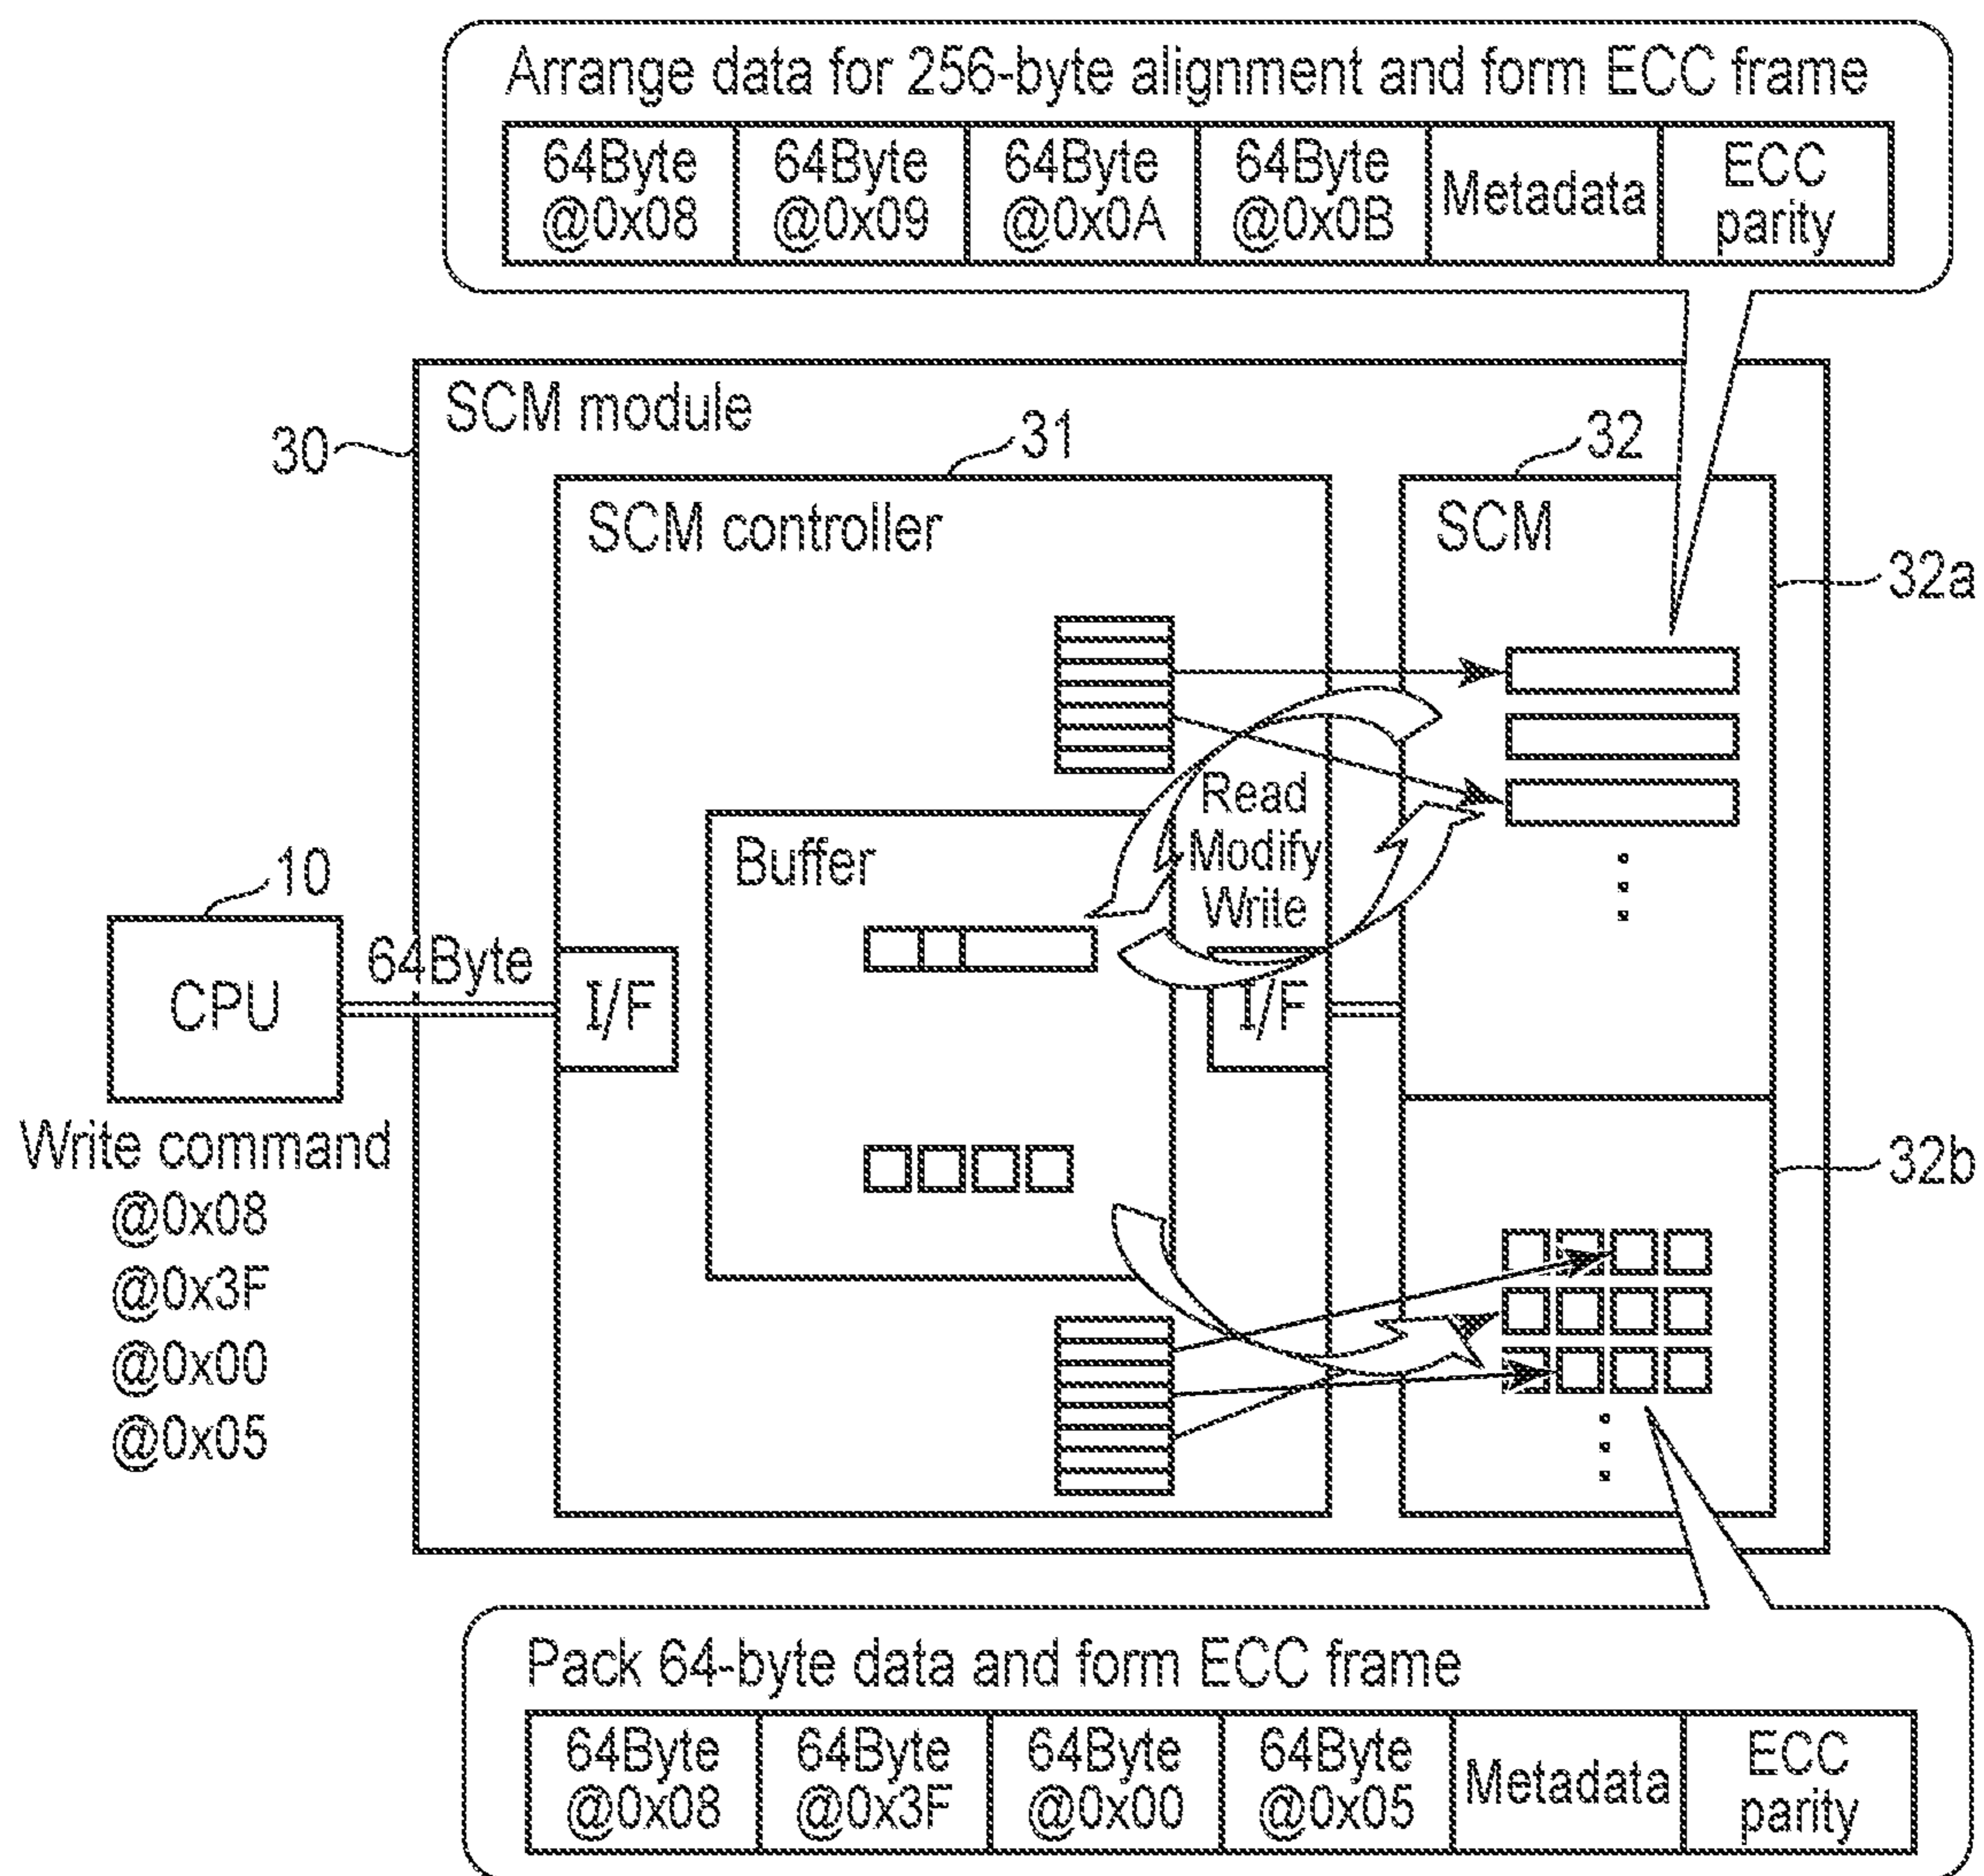 Arrange data for 256-byte alignment and form ECC frame
64Byte @0x08
64Byte @0x09
64Byte @0x0A
64Byte @0x0B
Metadata
ECC parity
SCM module
30
31
32
SCM controller
SCM
32a
Read
Modify
Write
Buffer
10
64Byte
CPU
I/F
I/F
Write command
@0x08
@0x3F
@0x00
@0x05
32b
Pack 64-byte data and form ECC frame
64Byte @0x08
64Byte @0x3F
64Byte @0x00
64Byte @0x05
Metadata
ECC parity